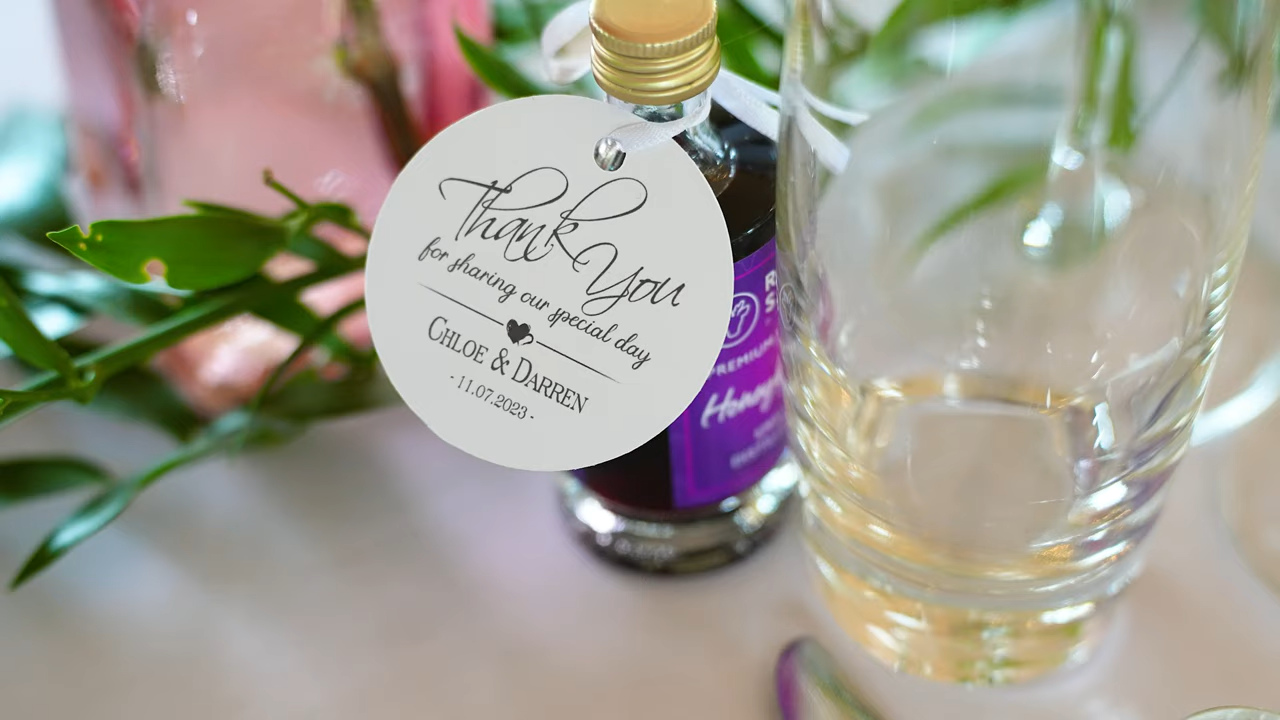 Thank You
for sharing our special day
CHLOE & DARREN
- 11.07.2023 -
PREMIUM